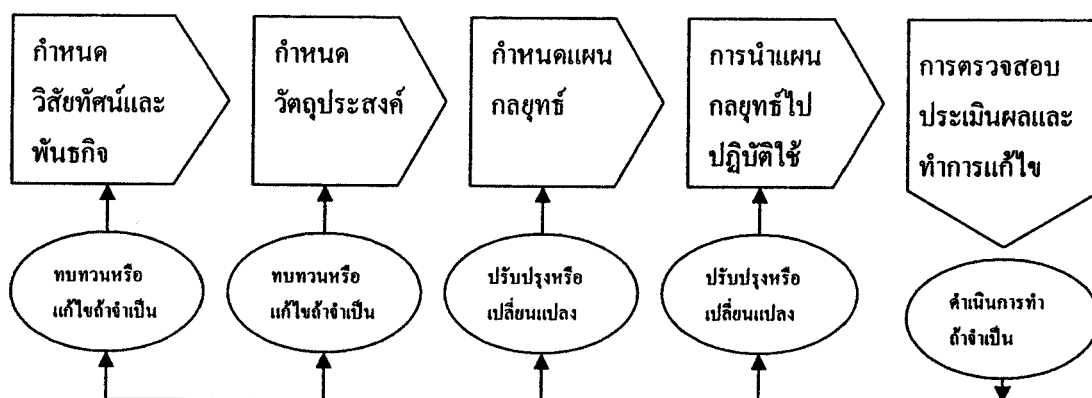 กำหนด
วิสัยทัศน์และ
พันธกิจ
กำหนด
วัตถุประสงค์
กำหนดแผน
กลยุทธ์
การนำแผน
กลยุทธ์ไป
ปฏิบัติใช้
การตรวจสอบ
ประเมินผลและ
ทำการแก้ไข
ทบทวนหรือ
แก้ไขถ้าจำเป็น
ทบทวนหรือ
แก้ไขถ้าจำเป็น
ปรับปรุงหรือ
เปลี่ยนแปลง
ปรับปรุงหรือ
เปลี่ยนแปลง
ดำเนินการทำ
ถ้าจำเป็น